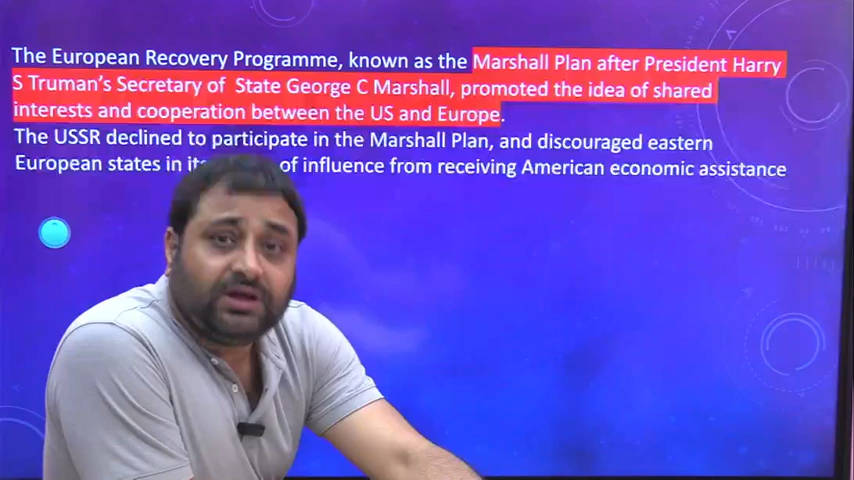 The European Recovery Programme, known as the Marshall Plan after President Harry
S Truman's Secretary of State George C Marshall, promoted the idea of shared
interests and cooperation between the US and Europe.
The USSR declined to participate in the Marshall Plan, and discouraged eastern
European states in of influence from receiving American economic assistance